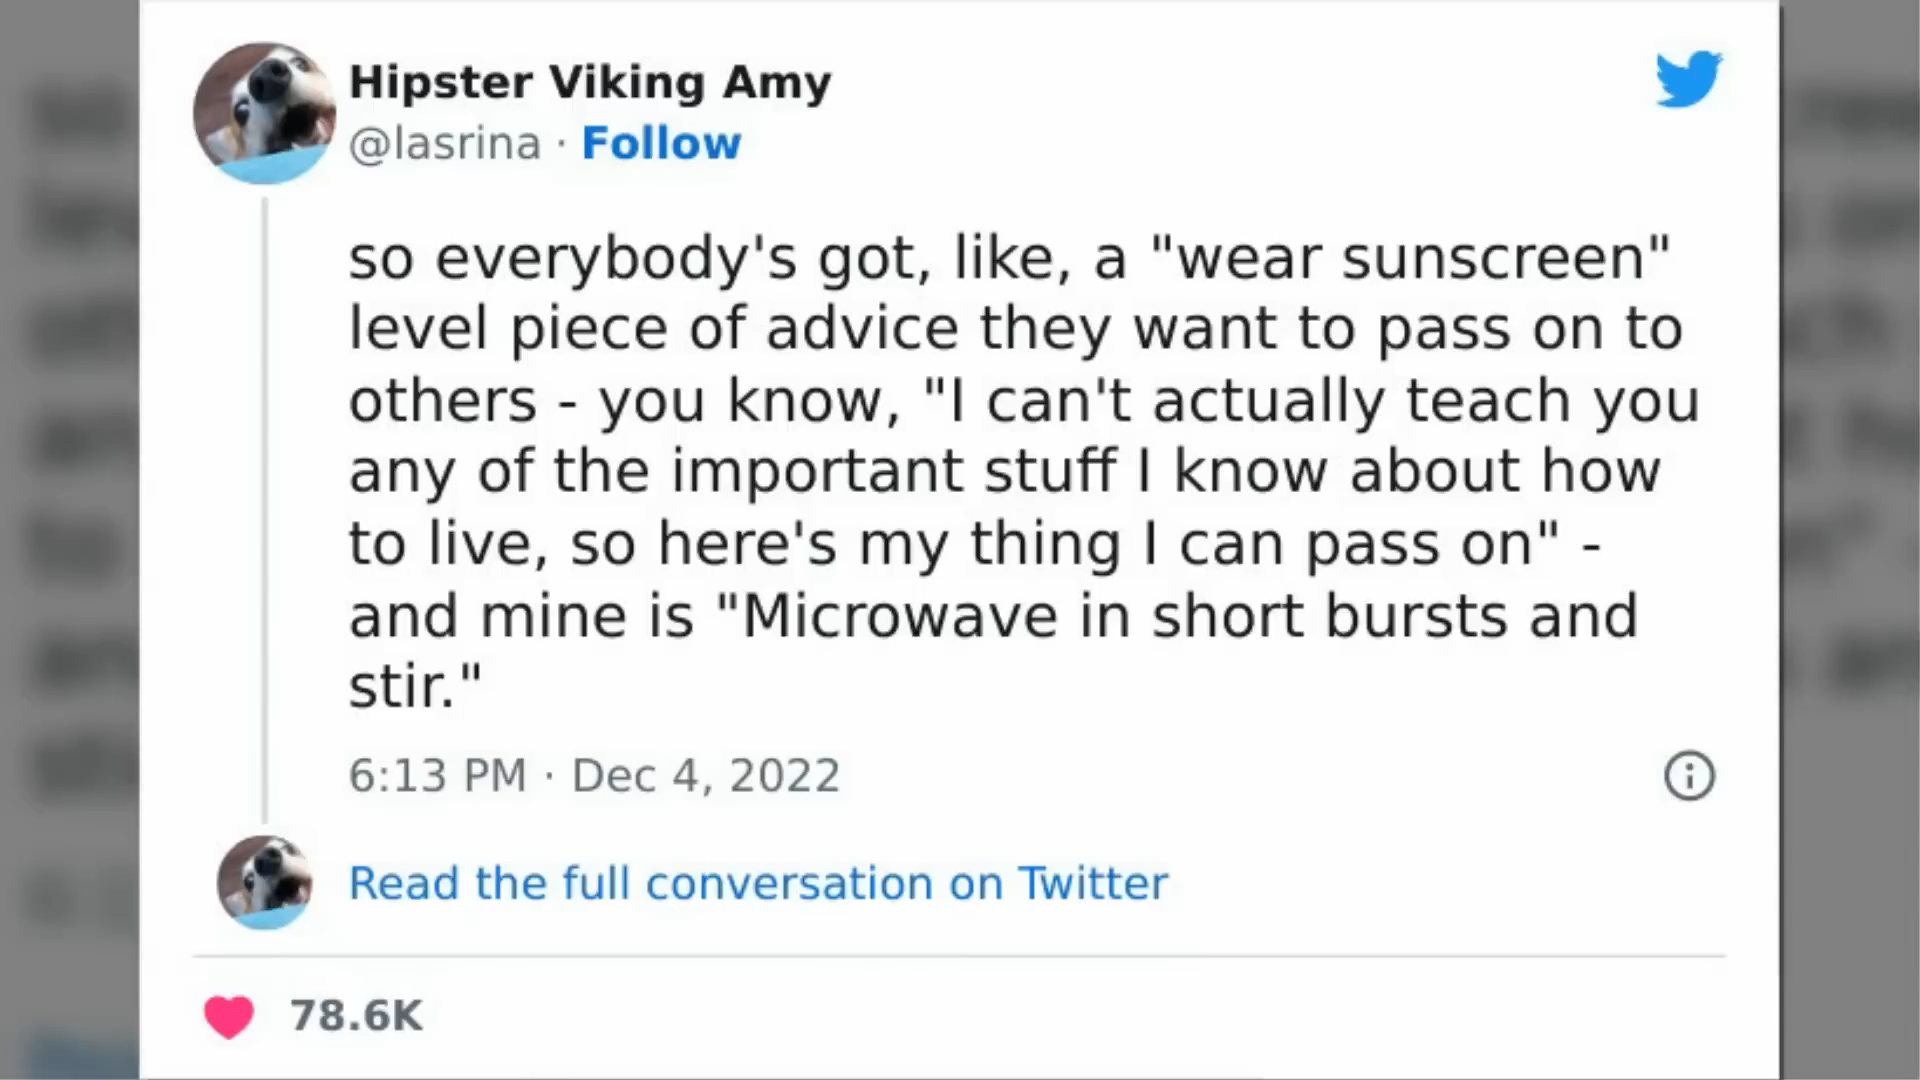 Hipster Viking Amy
@lasrina · Follow
so everybody's got, like, a "wear sunscreen"
level piece of advice they want to pass on to
others - you know, "I can't actually teach you
any of the important stuff I know about how
to live, so here's my thing I can pass on" -
and mine is "Microwave in short bursts and
stir."
6:13 PM · Dec 4, 2022
Read the full conversation on Twitter
78.6K